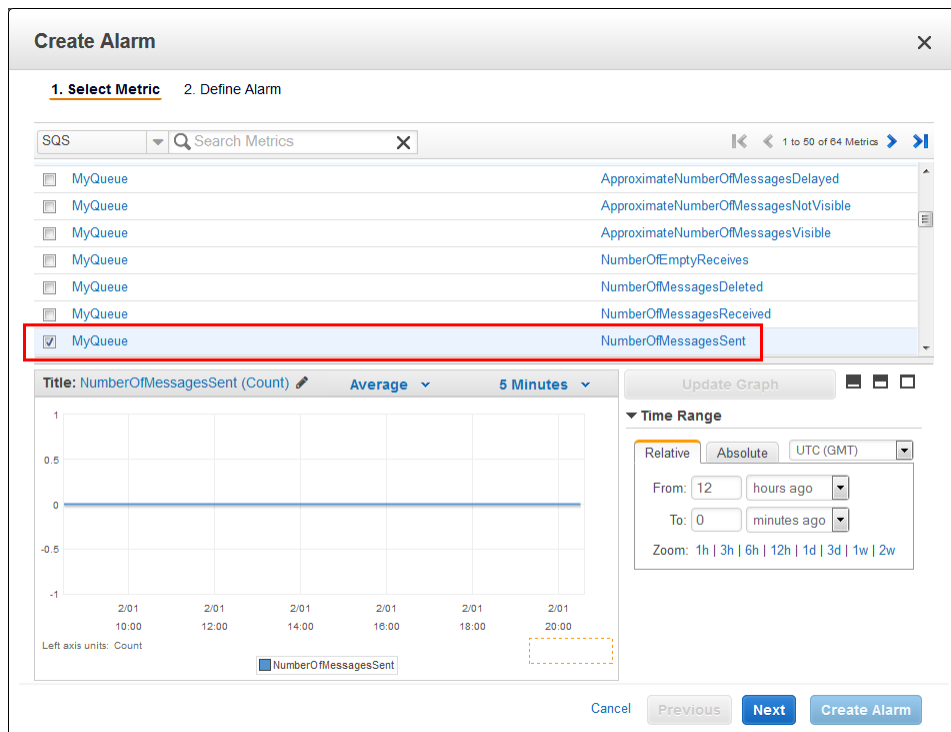 Create Alarm
1. Select Metric 2. Define Alarm
SQS Search Metrics 1 to 50 of 64 Metrics
MyQueue ApproximateNumberOfMessagesDelayed
MyQueue ApproximateNumberOfMessagesNotVisible
MyQueue ApproximateNumberOfMessagesVisible
MyQueue NumberOfEmptyReceives
MyQueue NumberOfMessagesDeleted
MyQueue NumberOfMessagesReceived
MyQueue NumberOfMessagesSent
Title: NumberOfMessagesSent (Count) Average 5 Minutes
1
0.5
0
-0.5
-1
2/01 2/01 2/01 2/01 2/01 2/01
10:00 12:00 14:00 16:00 18:00 20:00
Left axis units: Count
NumberOfMessagesSent
Update Graph
Time Range
Relative Absolute UTC (GMT)
From: 12 hours ago
To: 0 minutes ago
Zoom: 1h | 3h | 6h | 12h | 1d | 3d | 1w | 2w
Cancel Previous Next Create Alarm